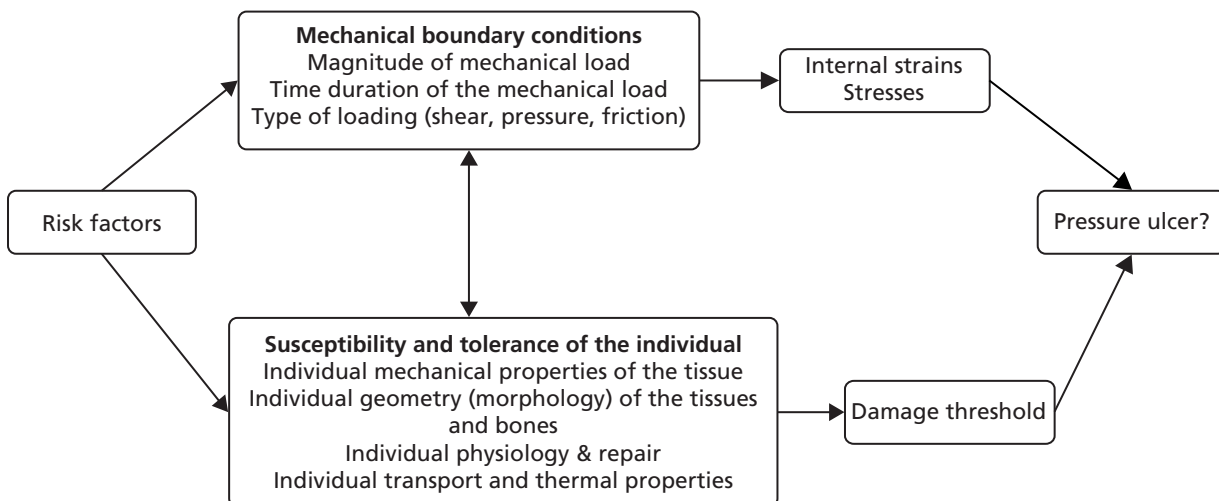 Mechanical boundary conditions
Magnitude of mechanical load
Time duration of the mechanical load
Type of loading (shear, pressure, friction)
Internal strains
Stresses
Risk factors
Pressure ulcer?
Susceptibility and tolerance of the individual
Individual mechanical properties of the tissue
Individual geometry (morphology) of the tissues
and bones
Individual physiology & repair
Individual transport and thermal properties
Damage threshold